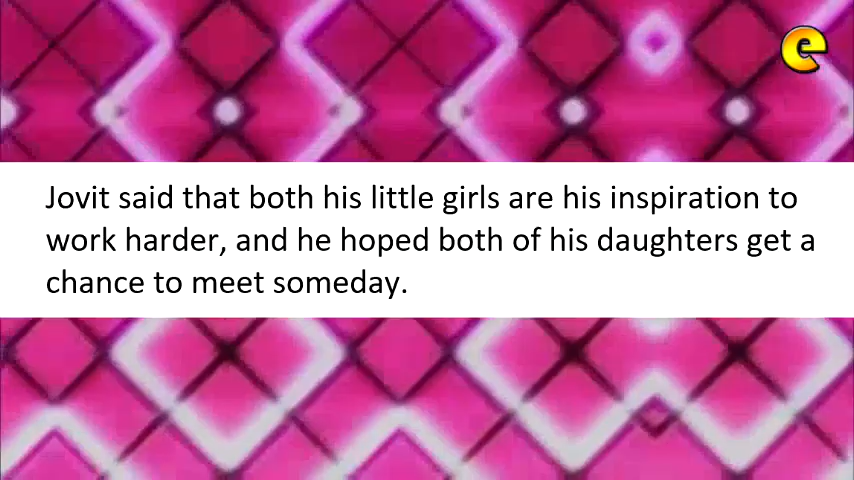 e
Jovit said that both his little girls are his inspiration to
work harder, and he hoped both of his daughters get a
chance to meet someday.